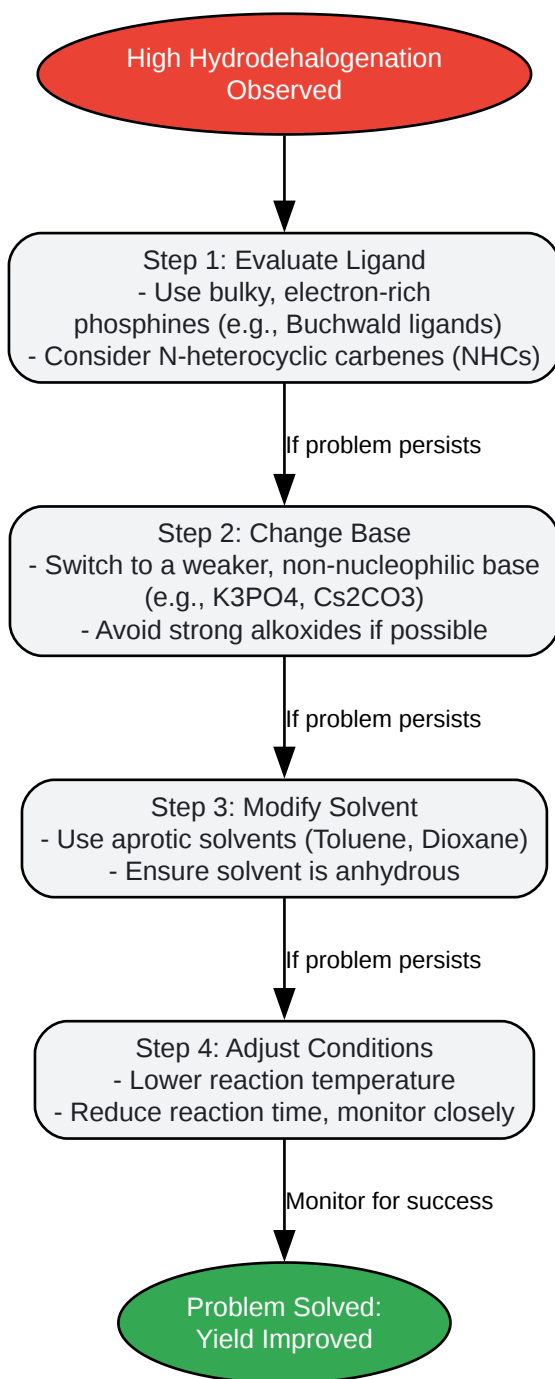 High Hydrodehalogenation
Observed
Step 1: Evaluate Ligand
- Use bulky, electron-rich
phosphines (e.g., Buchwald ligands)
- Consider N-heterocyclic carbenes (NHCs)
If problem persists
Step 2: Change Base
- Switch to a weaker, non-nucleophilic base
(e.g., K3PO4, Cs2CO3)
- Avoid strong alkoxides if possible
If problem persists
Step 3: Modify Solvent
- Use aprotic solvents (Toluene, Dioxane)
- Ensure solvent is anhydrous
If problem persists
Step 4: Adjust Conditions
- Lower reaction temperature
- Reduce reaction time, monitor closely
Monitor for success
Problem Solved:
Yield Improved